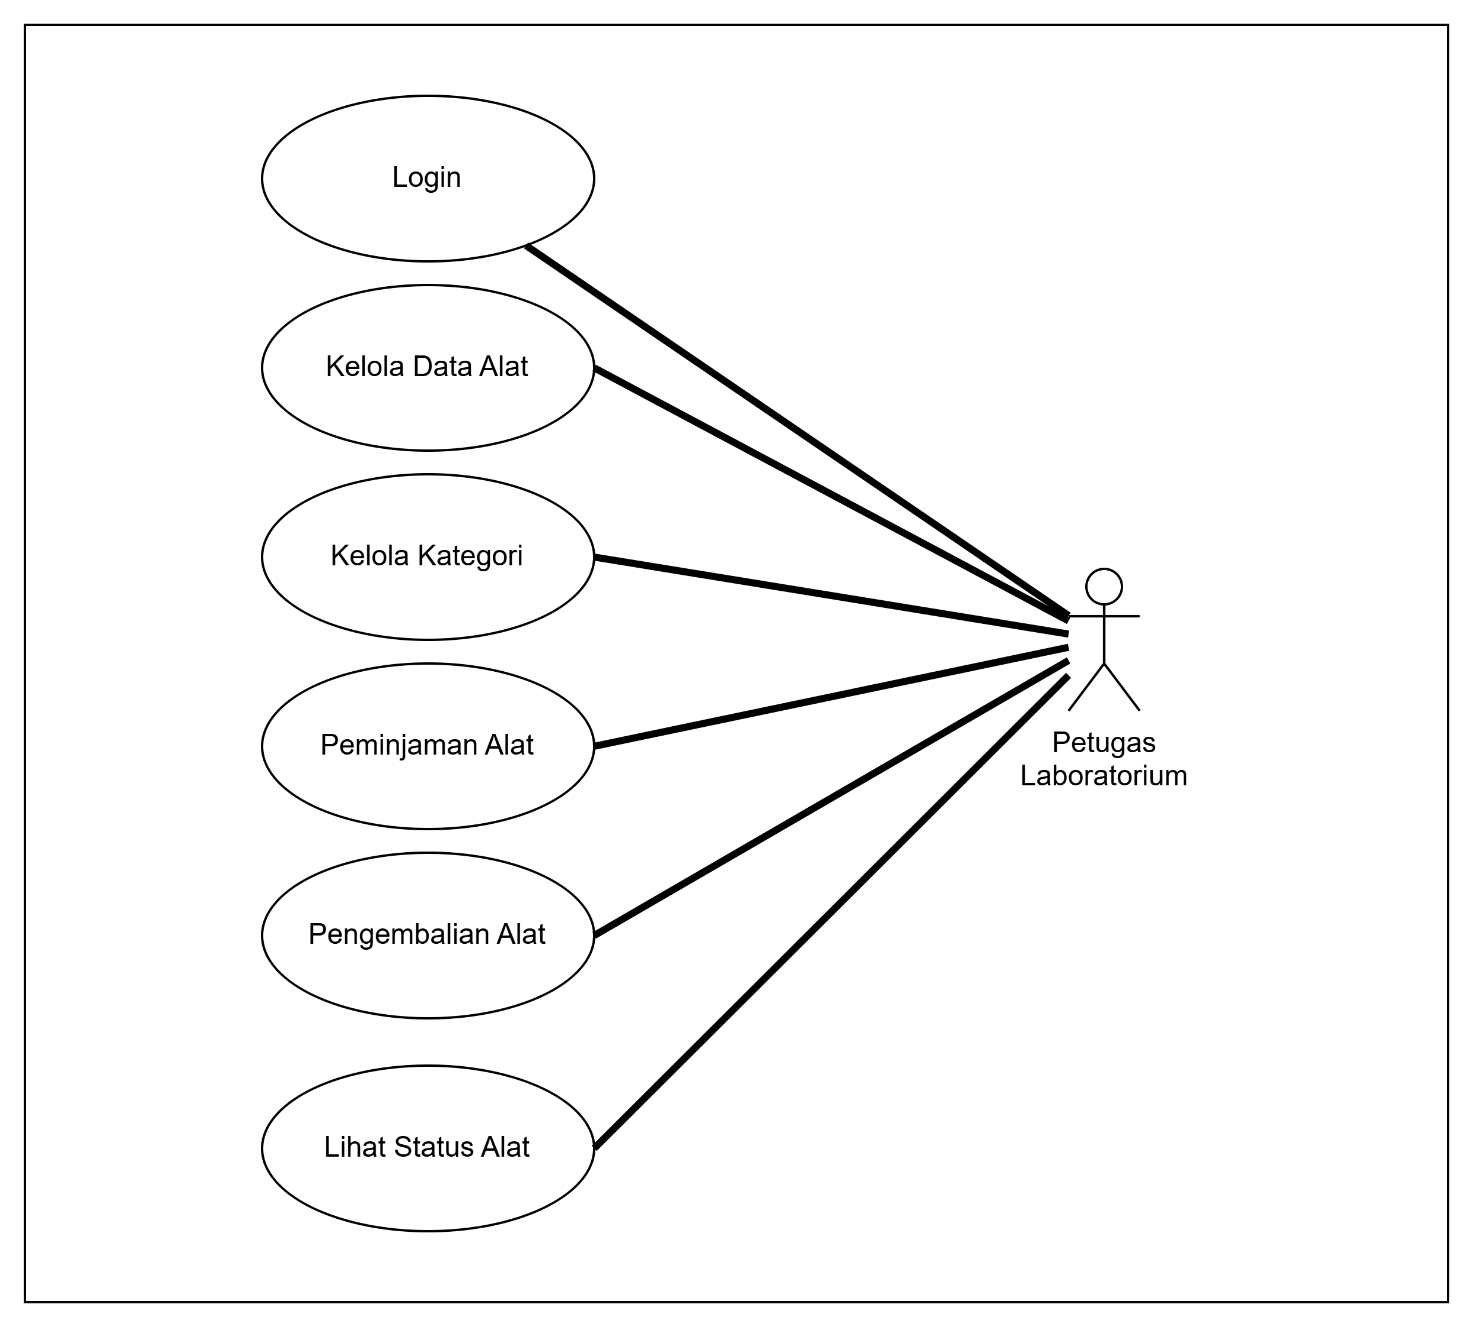 Login
Kelola Data Alat
Kelola Kategori
Peminjaman Alat
Pengembalian Alat
Lihat Status Alat
Petugas
Laboratorium